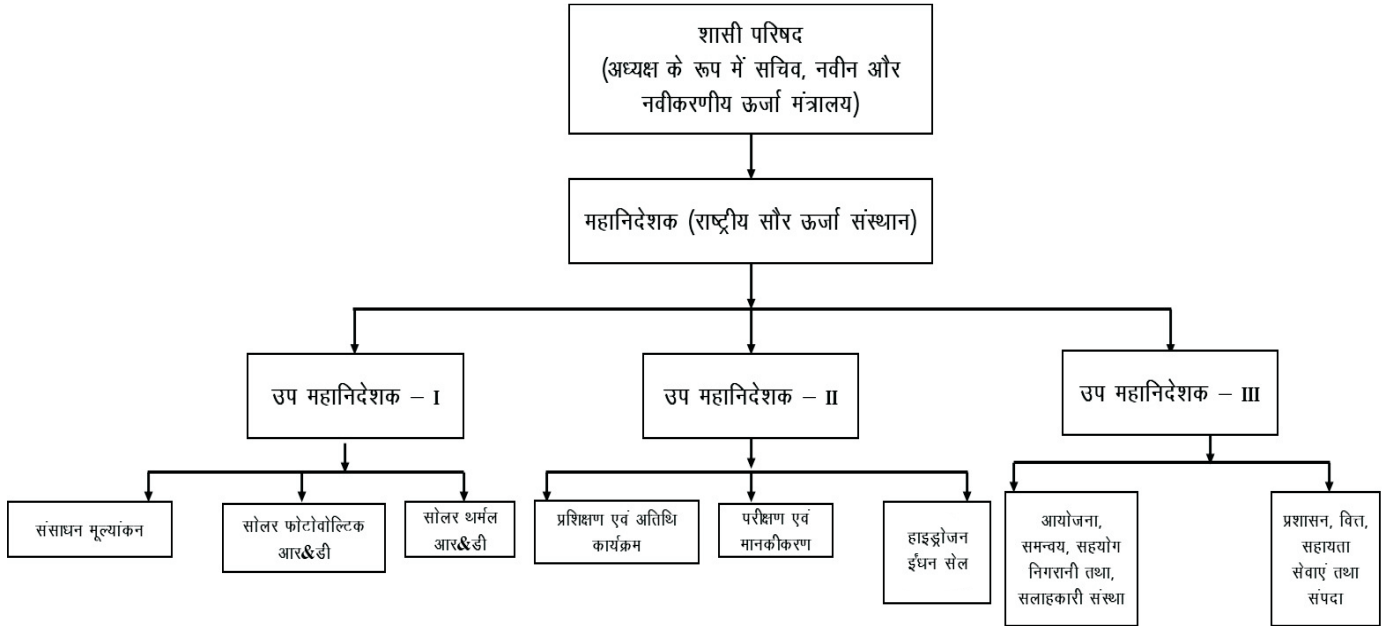 शासी परिषद
(अध्यक्ष के रूप में सचिव, नवीन और
नवीकरणीय ऊर्जा मंत्रालय)
महानिदेशक (राष्ट्रीय सौर ऊर्जा संस्थान)
उप महानिदेशक – I
उप महानिदेशक – II
उप महानिदेशक – III
संसाधन मूल्यांकन
सोलर फोटोवोल्टिक
आर&डी
सोलर थर्मल
आर&डी
प्रशिक्षण एवं अतिथि
कार्यक्रम
परीक्षण एवं
मानकीकरण
हाइड्रोजन
ईंधन सेल
आयोजना,
समन्वय, सहयोग
निगरानी तथा,
सलाहकारी संस्था
प्रशासन, वित्त,
सहायता
सेवाएं तथा
संपदा